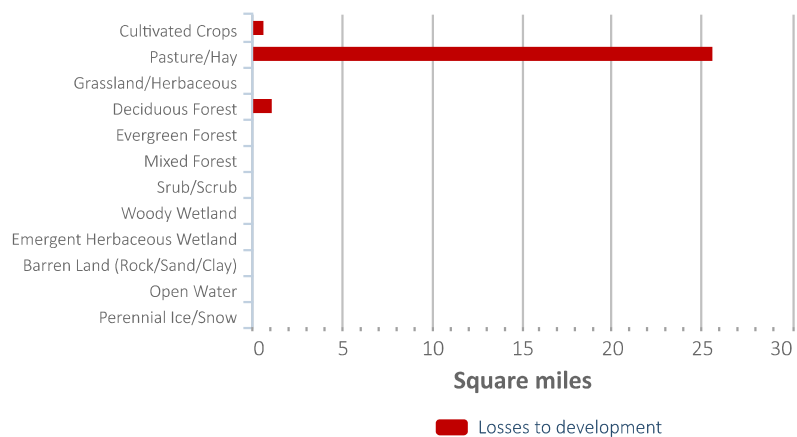 Cultivated Crops
Pasture/Hay
Grassland/Herbaceous
Deciduous Forest
Evergreen Forest
Mixed Forest
Srub/Scrub
Woody Wetland
Emergent Herbaceous Wetland
Barren Land (Rock/Sand/Clay)
Open Water
Perennial Ice/Snow
0 5 10 15 20 25 30
Square miles
Losses to development